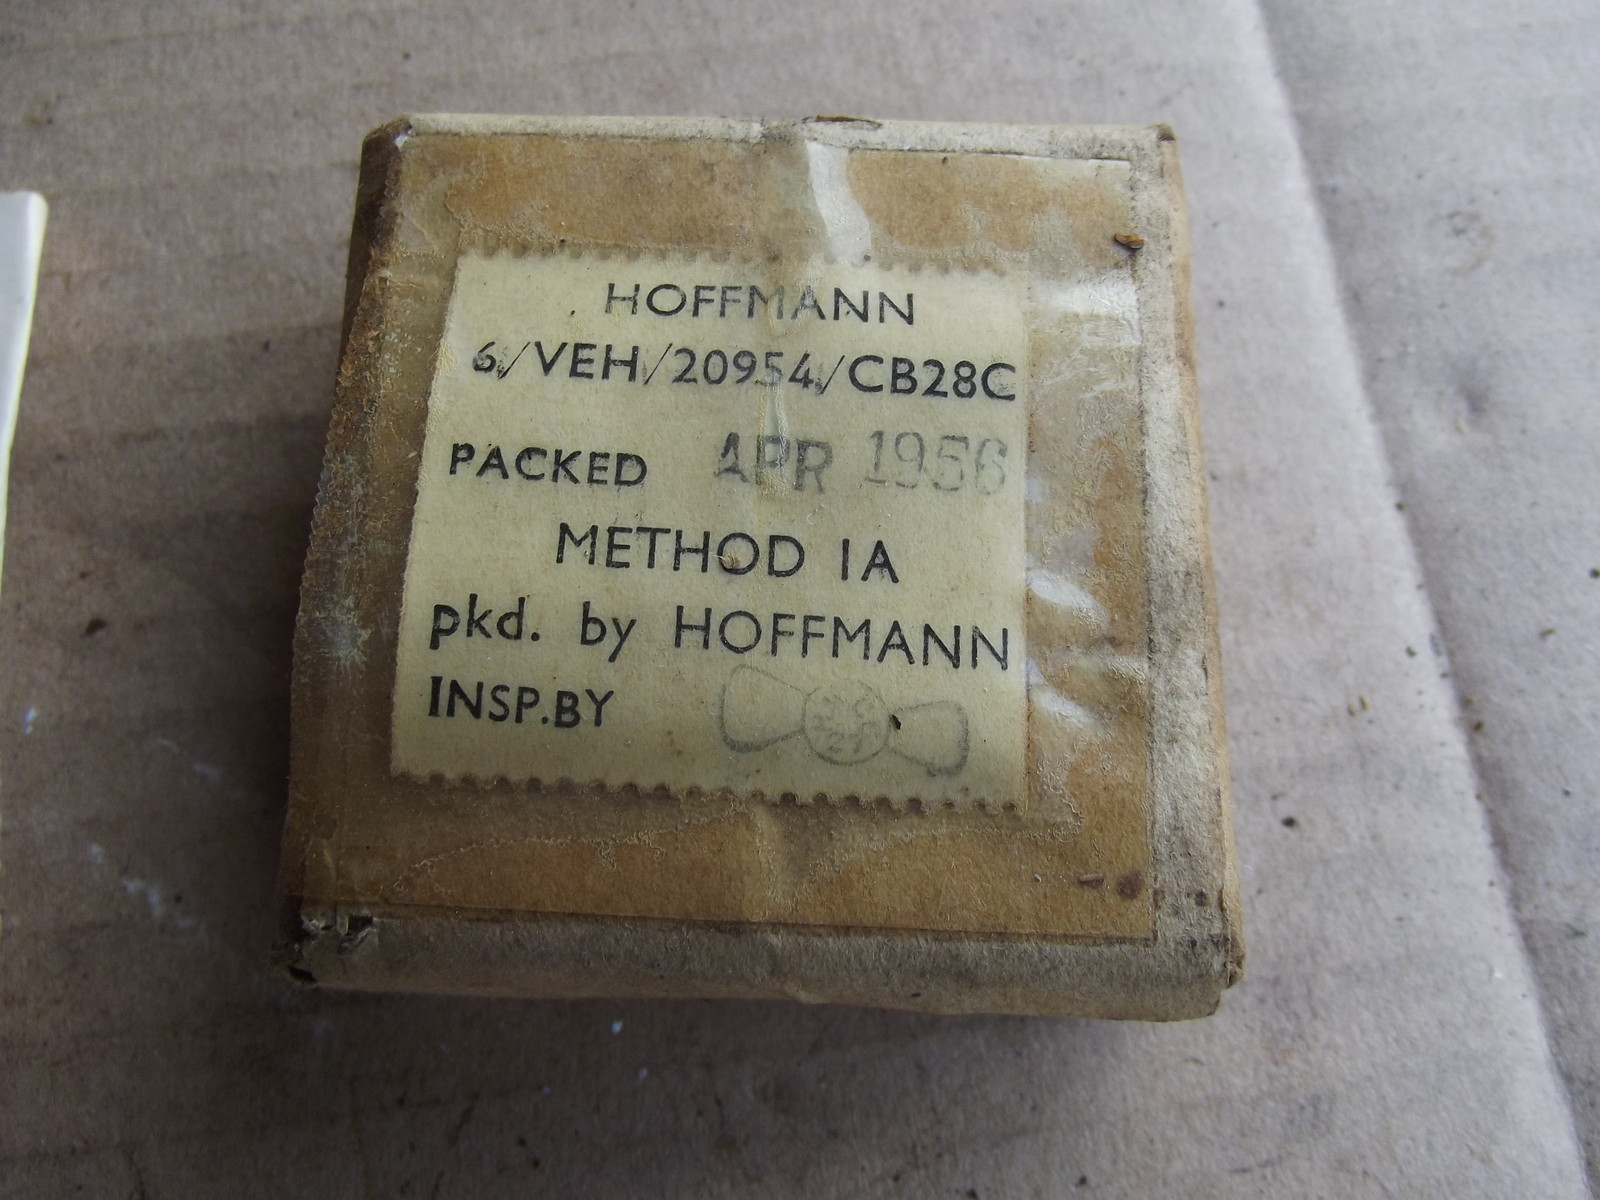 HOFFMANN
6/VEH/20954/CB28C
PACKED APR 1956
METHOD IA
pkd. by HOFFMANN
INSP.BY